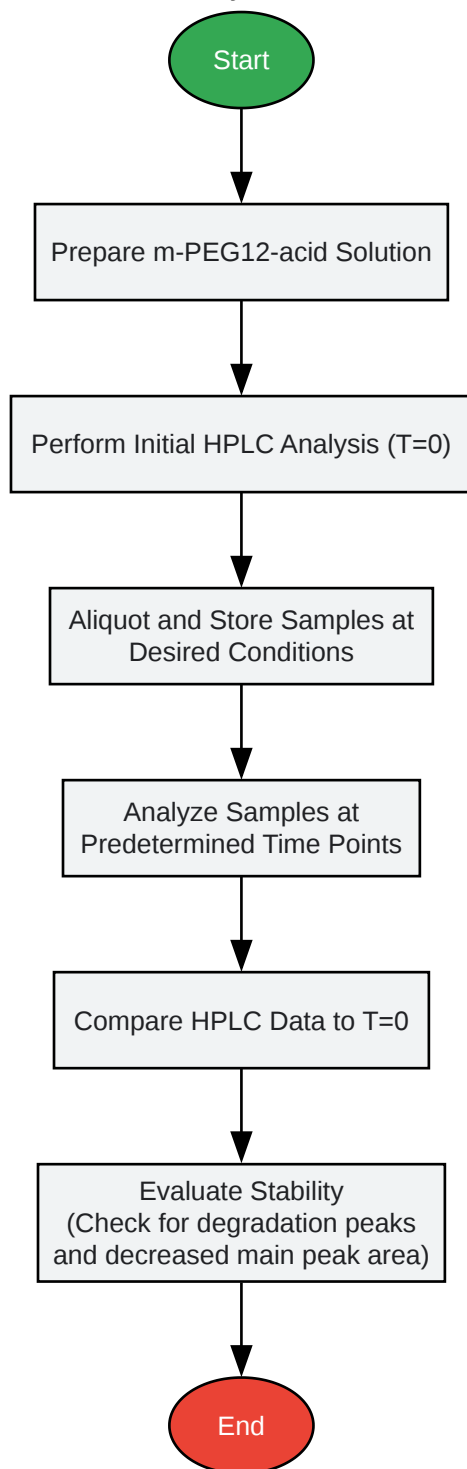 Start
Prepare m-PEG12-acid Solution
Perform Initial HPLC Analysis (T=0)
Aliquot and Store Samples at
Desired Conditions
Analyze Samples at
Predetermined Time Points
Compare HPLC Data to T=0
Evaluate Stability
(Check for degradation peaks
and decreased main peak area)
End